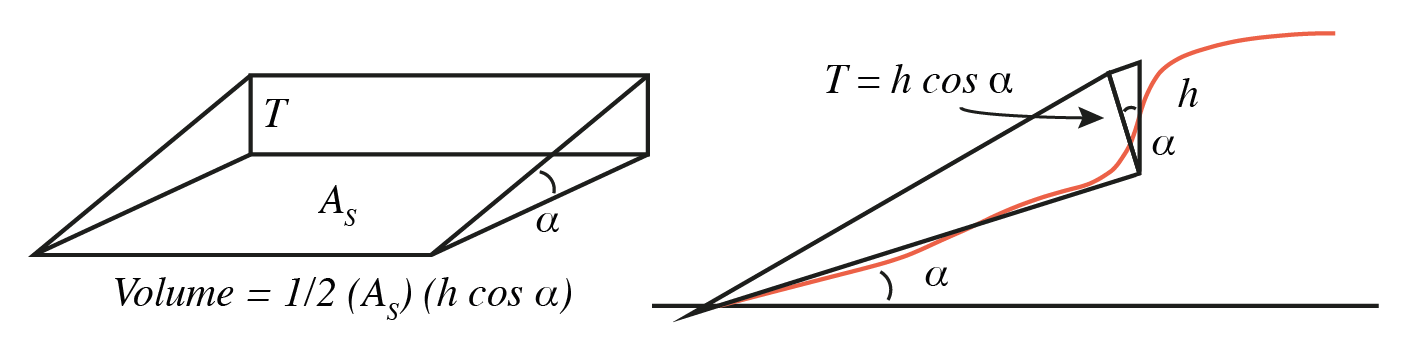 T
A_S
α
Volume = 1/2 (A_S) (h cos α)
T = h cos α
h
α
α